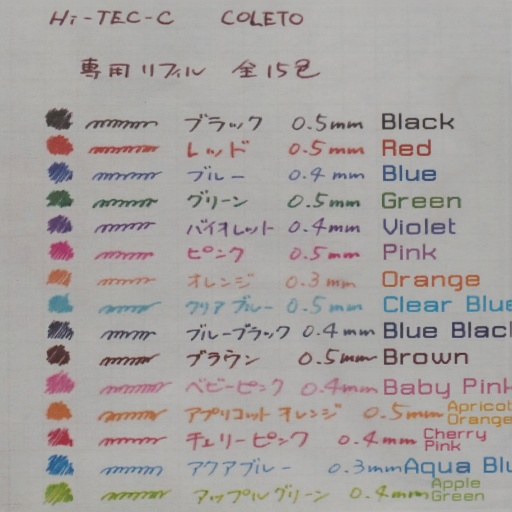 Hi-TEC-C COLETO
専用リフィル 全15色
ブラック 0.5mm Black
レッド 0.5mm Red
ブルー 0.4mm Blue
グリーン 0.5mm Green
バイオレット 0.4mm Violet
ピンク 0.5mm Pink
オレンジ 0.3mm Orange
クリアブルー 0.5mm Clear Blue
ブルーブラック 0.4mm Blue Blac
ブラウン 0.5mm Brown
ベビーピンク 0.4mm Baby Pink
アプリコットオレンジ 0.5mm Apricot Orange
チェリーピンク 0.4mm Cherry Pink
アクアブルー 0.3mm Aqua Blu
アップルグリーン 0.4mm Apple Green